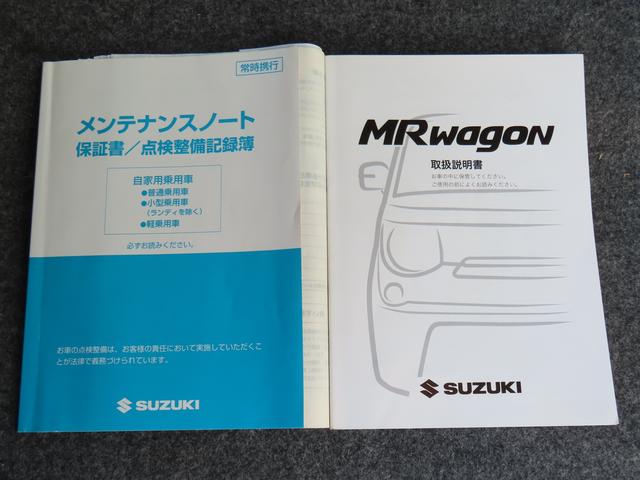 常時携行
メンテナンスノート
保証書／点検整備記録簿
自家用乗用車
●普通乗用車
●小型乗用車
(ランディを除く)
●軽乗用車
必ずお読みください。
お車の点検整備は、お客様の責任において実施していただくこ
とが法律で義務づけられています。
SUZUKI
MRwagon
取扱説明書
お車の中に保管してください。
ご使用の前によくお読みください。
SUZUKI